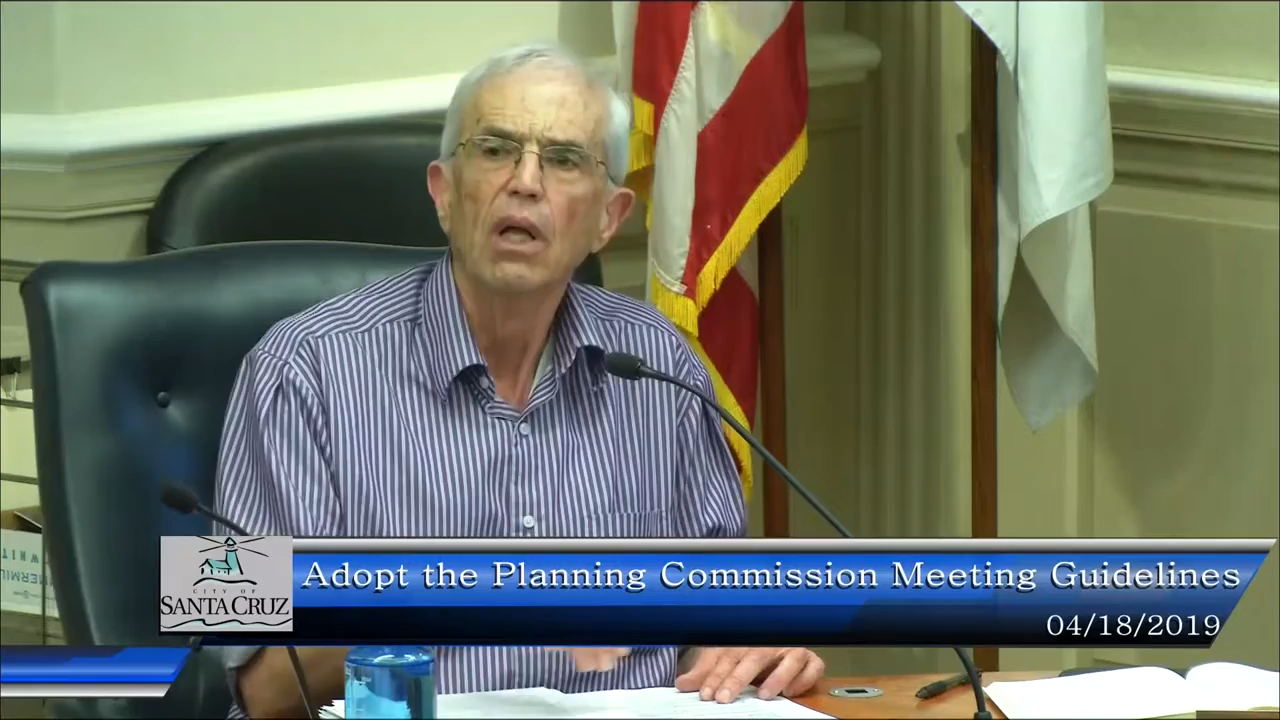 Adopt the Planning Commission Meeting Guidelines
CITY OF
SANTA CRUZ
04/18/2019